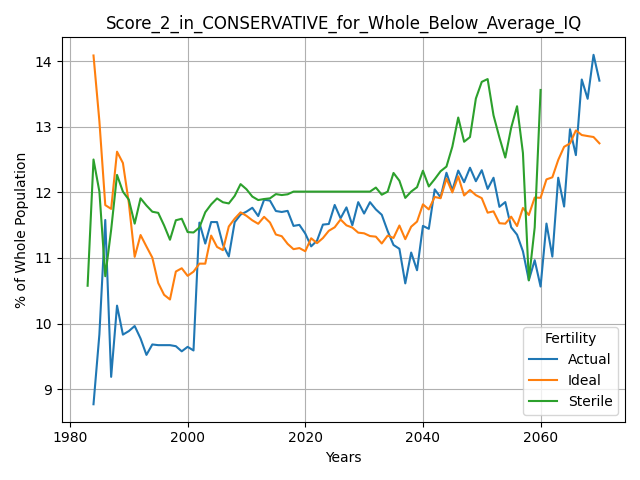 Score_2_in_CONSERVATIVE_for_Whole_Below_Average_IQ
% of Whole Population
14
13
12
11
10
9
1980
2000
2020
2040
2060
Years
Fertility
Actual
Ideal
Sterile